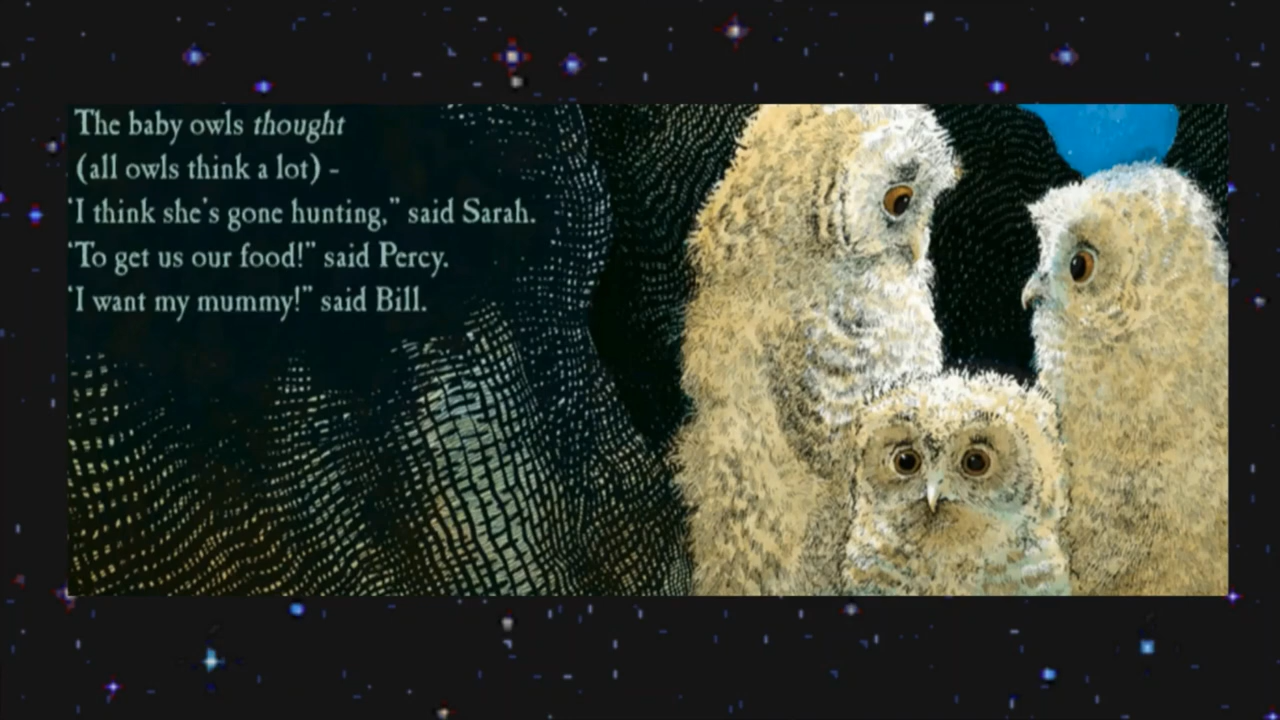 The baby owls thought
(all owls think a lot) -
"I think she's gone hunting," said Sarah.
"To get us our food!" said Percy.
"I want my mummy!" said Bill.